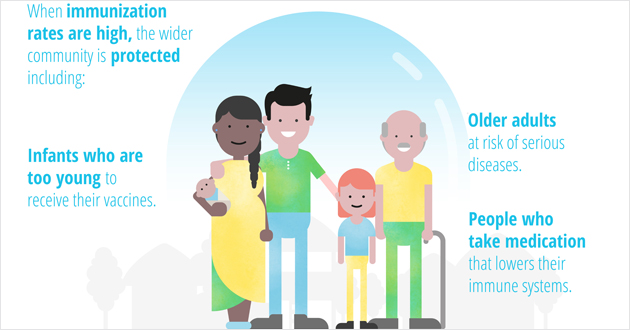 When immunization
rates are high, the wider
community is protected
including:
Infants who are
too young to
receive their vaccines.
Older adults
at risk of serious
diseases.
People who
take medication
that lowers their
immune systems.